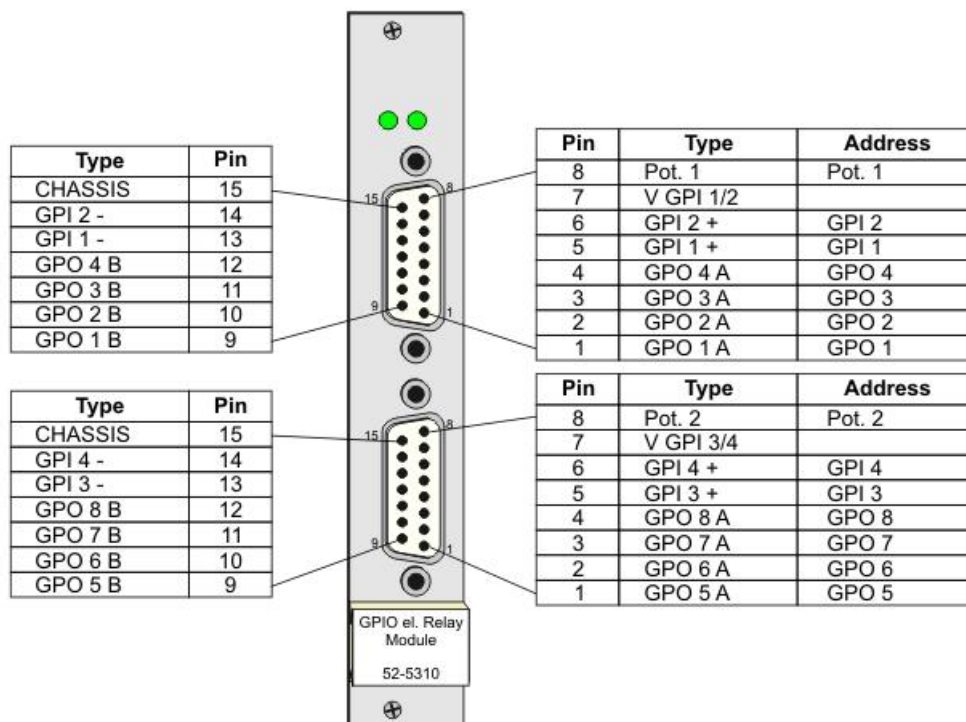 Type Pin
CHASSIS 15
GPI 2 - 14
GPI 1 - 13
GPO 4 B 12
GPO 3 B 11
GPO 2 B 10
GPO 1 B 9
15 8
9 1
Pin Type Address
8 Pot. 1 Pot. 1
7 V GPI 1/2
6 GPI 2 + GPI 2
5 GPI 1 + GPI 1
4 GPO 4 A GPO 4
3 GPO 3 A GPO 3
2 GPO 2 A GPO 2
1 GPO 1 A GPO 1
Type Pin
CHASSIS 15
GPI 4 - 14
GPI 3 - 13
GPO 8 B 12
GPO 7 B 11
GPO 6 B 10
GPO 5 B 9
15 8
9 1
Pin Type Address
8 Pot. 2 Pot. 2
7 V GPI 3/4
6 GPI 4 + GPI 4
5 GPI 3 + GPI 3
4 GPO 8 A GPO 8
3 GPO 7 A GPO 7
2 GPO 6 A GPO 6
1 GPO 5 A GPO 5
GPIO el. Relay
Module
52-5310